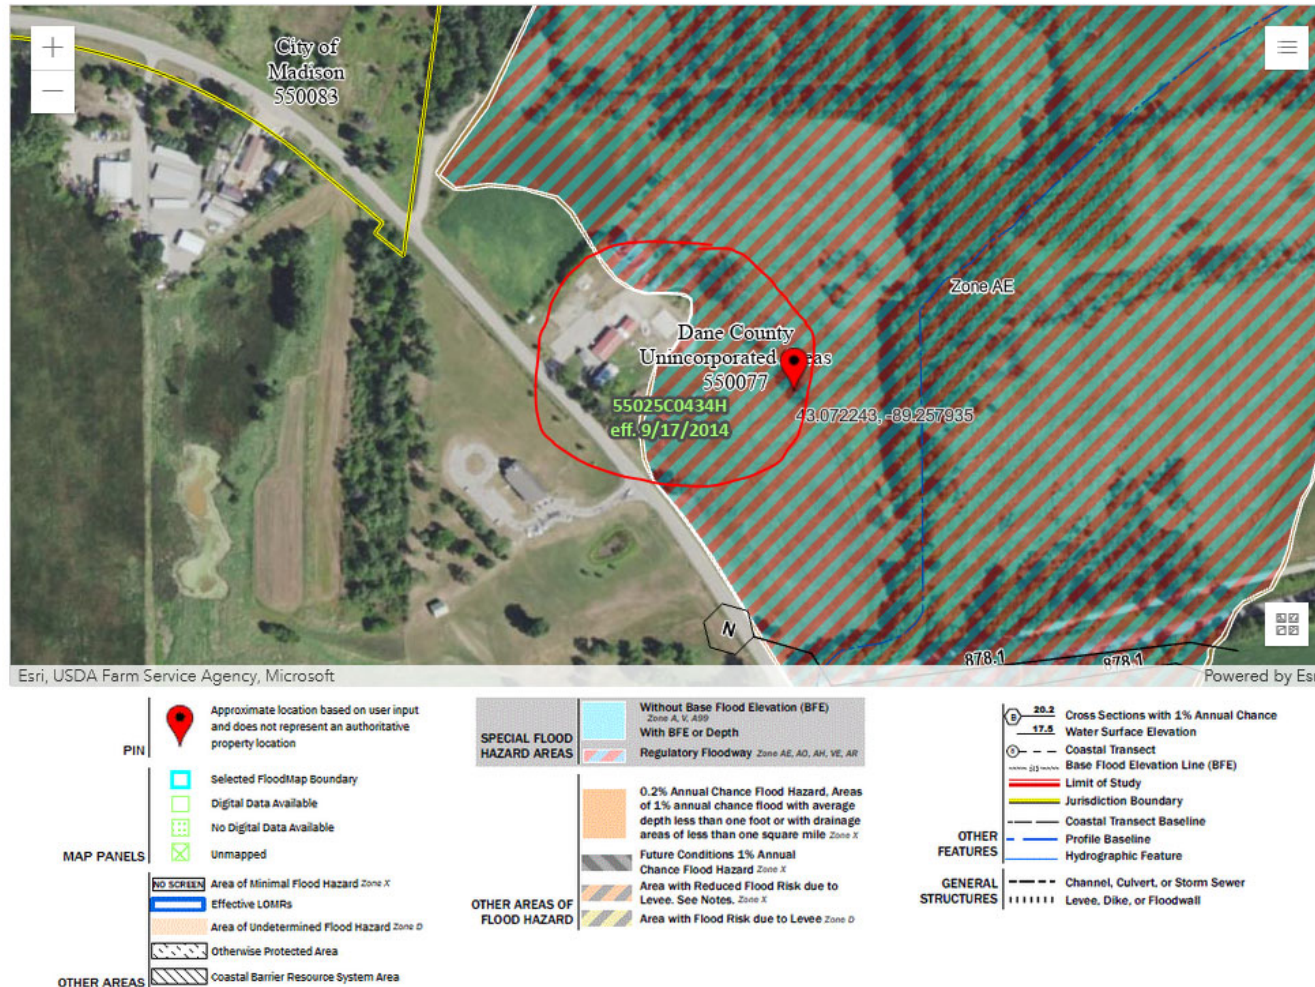 City of
Madison
550083
Zone AE
Dane County
Unincorporated Areas
550077
43.072243, -89.257935
55025C0434H
eff. 9/17/2014
N
878.1
878.1
Esri, USDA Farm Service Agency, Microsoft
Powered by Esri
PIN
Approximate location based on user input
and does not represent an authoritative
property location
MAP PANELS
Selected FloodMap Boundary
Digital Data Available
No Digital Data Available
Unmapped
OTHER AREAS
NO SCREEN Area of Minimal Flood Hazard Zone X
Effective LOMRs
Area of Undetermined Flood Hazard Zone D
Otherwise Protected Area
Coastal Barrier Resource System Area
SPECIAL FLOOD
HAZARD AREAS
Without Base Flood Elevation (BFE)
Zone A, V, A99
With BFE or Depth
Regulatory Floodway Zone AE, AO, AH, VE, AR
OTHER AREAS OF
FLOOD HAZARD
0.2% Annual Chance Flood Hazard, Areas
of 1% annual chance flood with average
depth less than one foot or with drainage
areas of less than one square mile Zone X
Future Conditions 1% Annual
Chance Flood Hazard Zone X
Area with Reduced Flood Risk due to
Levee. See Notes. Zone X
Area with Flood Risk due to Levee Zone D
OTHER
FEATURES
B 20.2 Cross Sections with 1% Annual Chance
17.5 Water Surface Elevation
8 Coastal Transect
513 Base Flood Elevation Line (BFE)
Limit of Study
Jurisdiction Boundary
Coastal Transect Baseline
Profile Baseline
Hydrographic Feature
GENERAL
STRUCTURES
Channel, Culvert, or Storm Sewer
Levee, Dike, or Floodwall